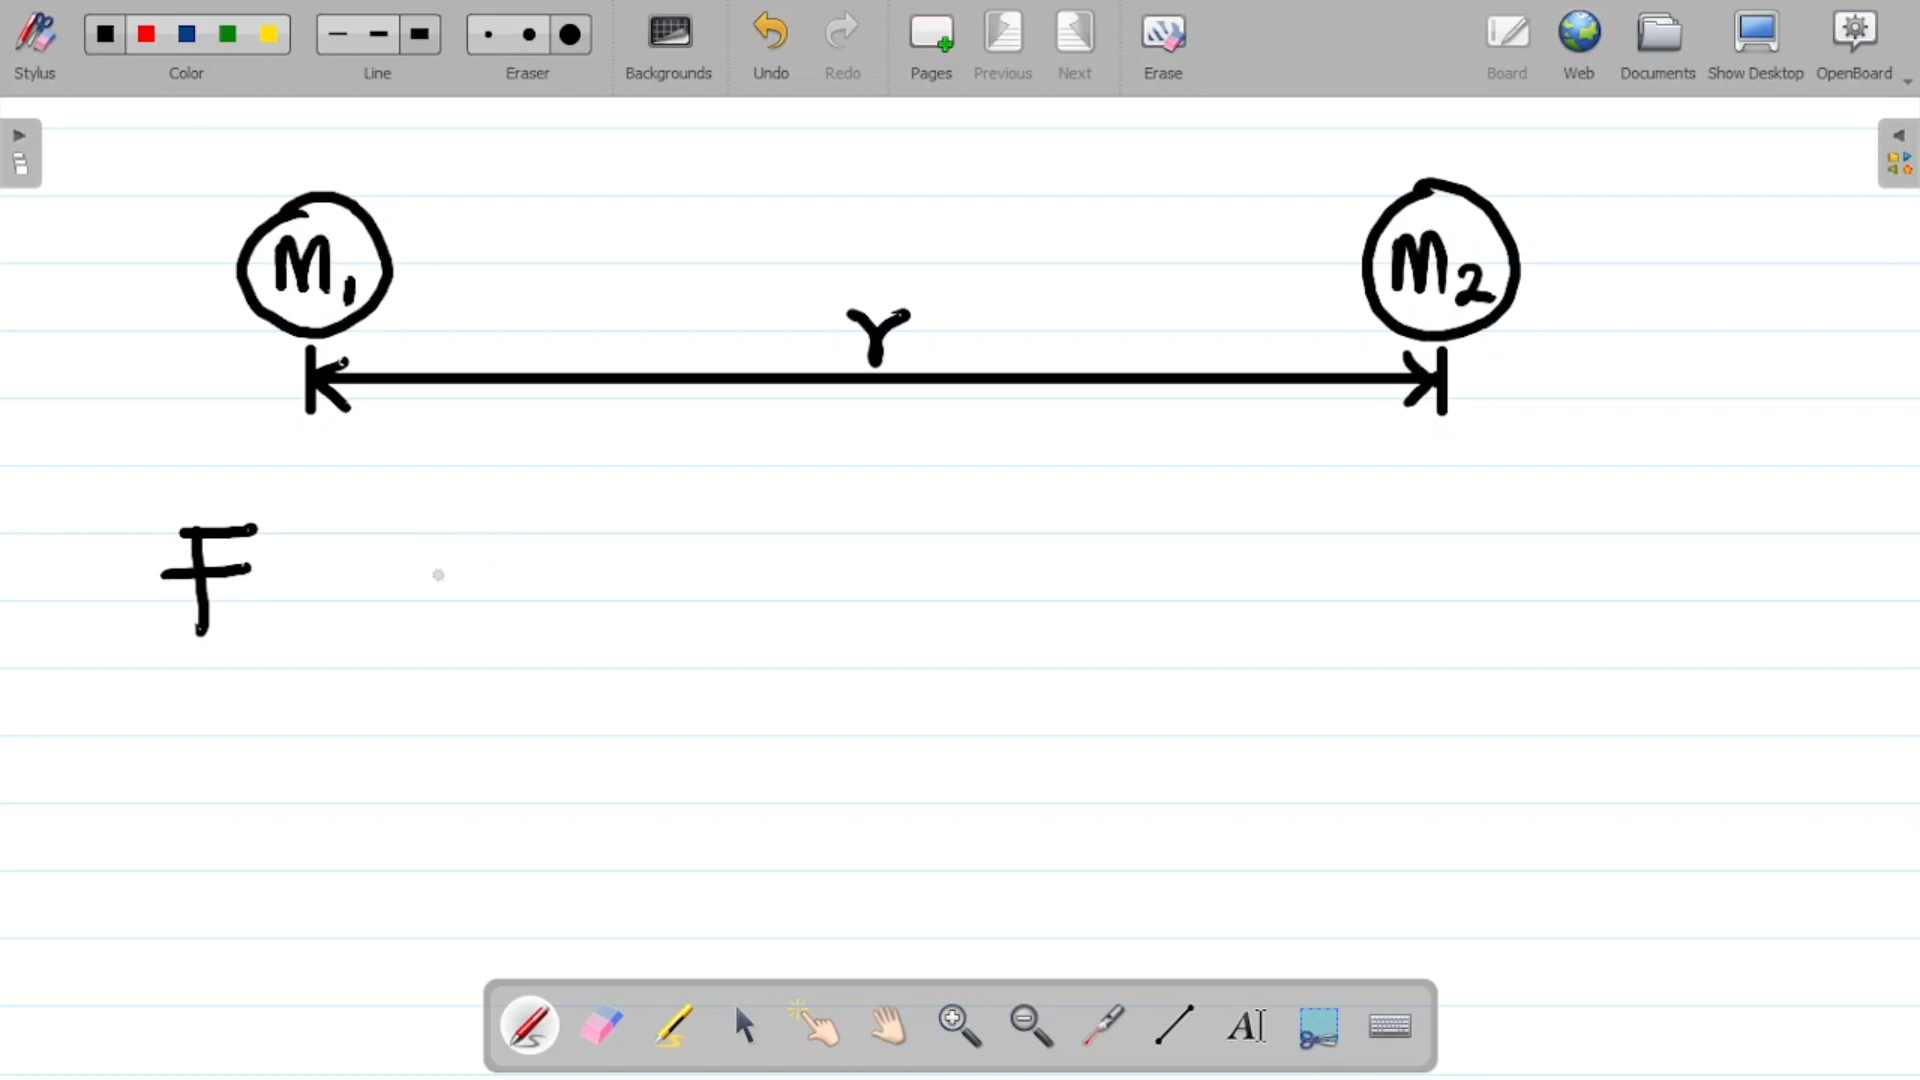 Stylus Color Line Eraser Backgrounds Undo Redo Pages Previous Next Erase Board Web Documents Show Desktop OpenBoard
M1 M2
r
F
AI